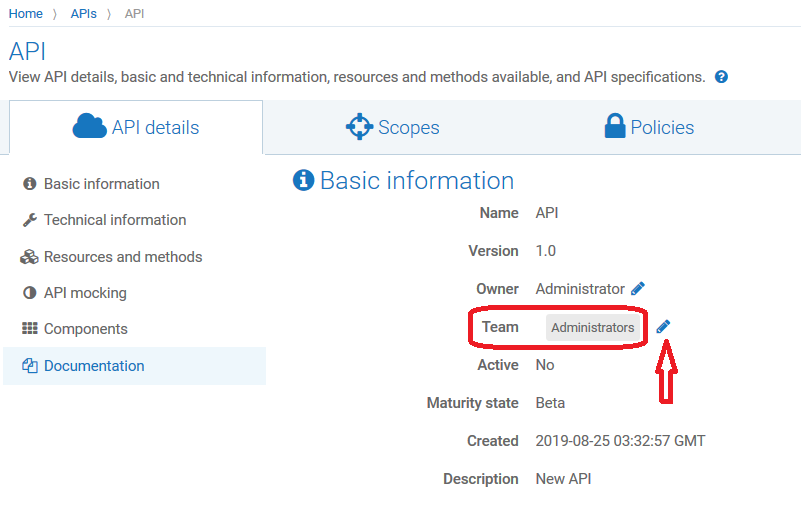 Home 〉 APIs 〉 API
API
View API details, basic and technical information, resources and methods available, and API specifications. ?
API details
Scopes
Policies
Basic information
Technical information
Resources and methods
API mocking
Components
Documentation
Basic information
Name API
Version 1.0
Owner Administrator
Team Administrators
Active No
Maturity state Beta
Created 2019-08-25 03:32:57 GMT
Description New API